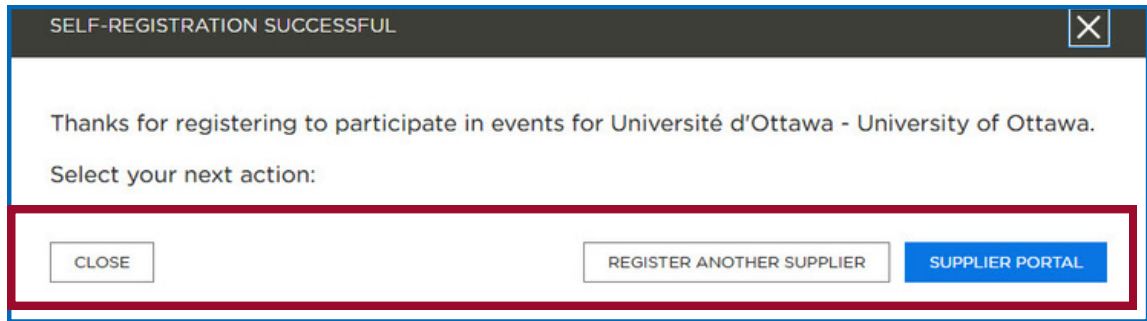 SELF-REGISTRATION SUCCESSFUL
Thanks for registering to participate in events for Université d'Ottawa - University of Ottawa.
Select your next action:
CLOSE REGISTER ANOTHER SUPPLIER SUPPLIER PORTAL